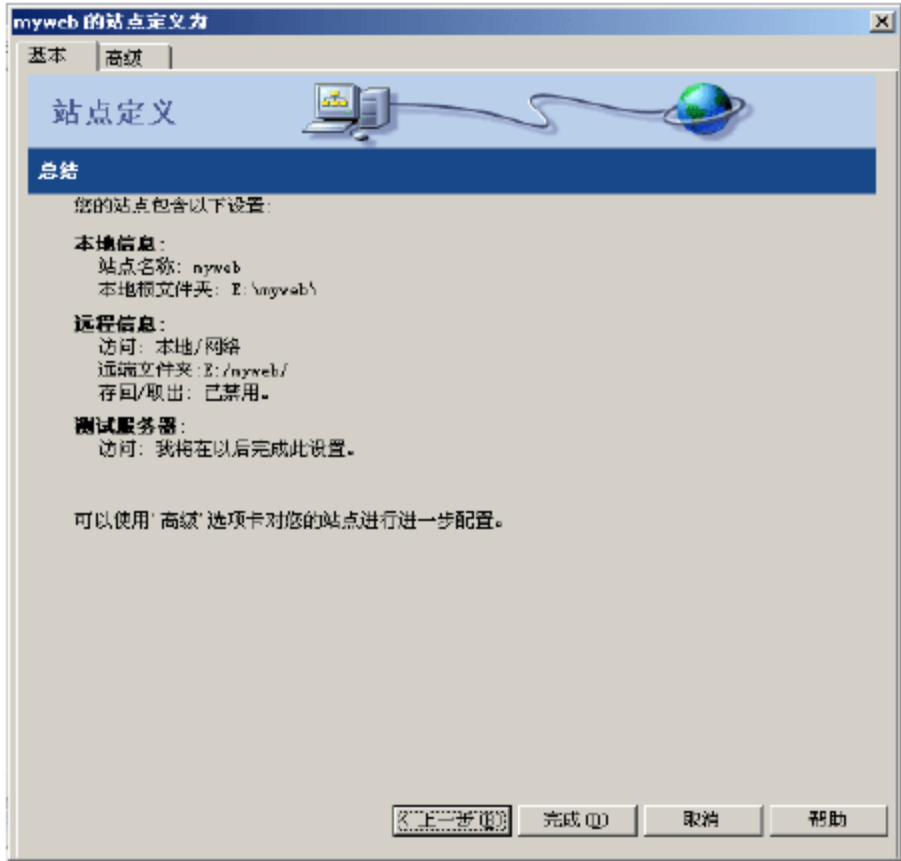 myweb 的站点定义为
基本
高级
站点定义
总结
您的站点包含以下设置:
本地信息:
站点名称: myweb
本地根文件夹: E:\myweb\
远程信息:
访问: 本地/网络
远端文件夹:E:/myweb/
存回/取出: 已禁用。
测试服务器:
访问: 我将在以后完成此设置。
可以使用'高级'选项卡对您的站点进行进一步配置。
< 上一步(B)
完成(D)
取消
帮助